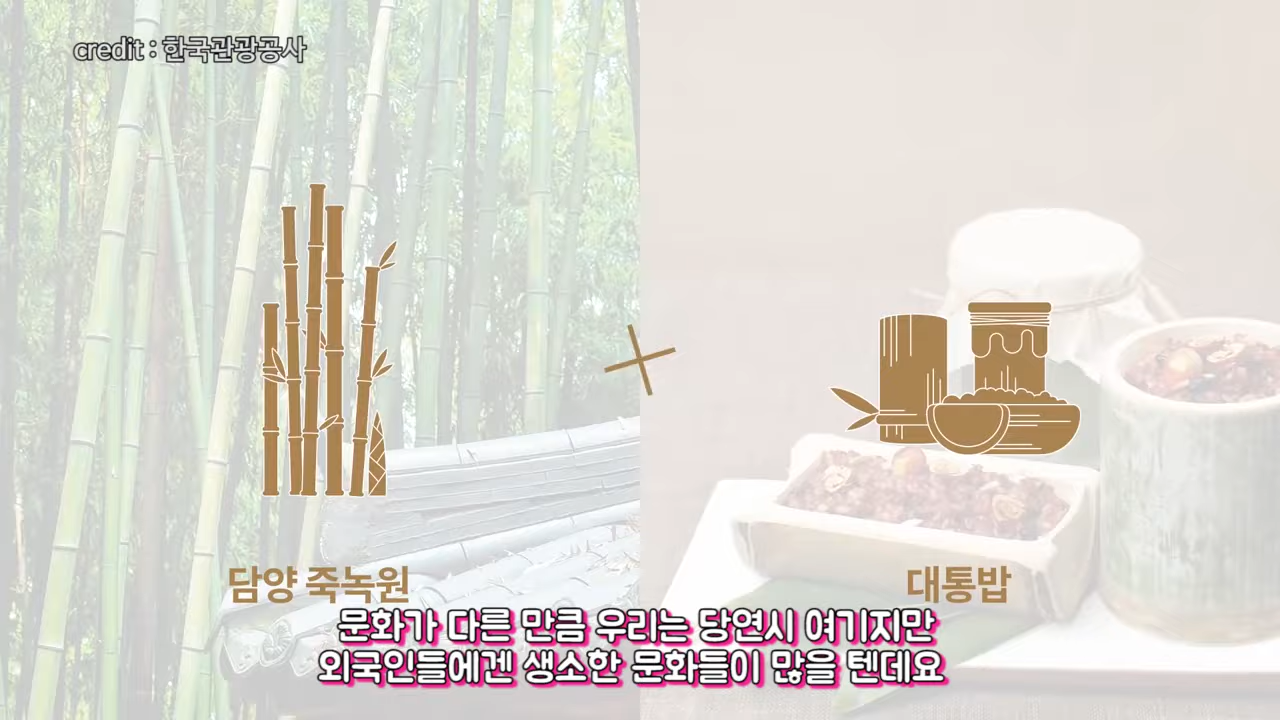 credit : 한국관광공사
담양 죽녹원
대통밥
문화가 다른 만큼 우리는 당연시 여기지만
외국인들에겐 생소한 문화들이 많을 텐데요